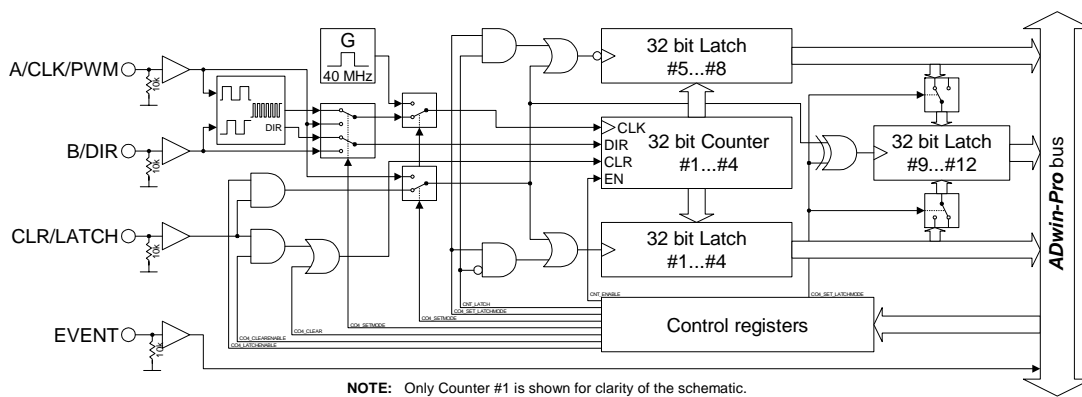 A/CLK/PWM
10k
B/DIR
10k
CLR/LATCH
10k
EVENT
10k
DIR
G
40 MHz
32 bit Latch
#5...#8
CLK
DIR
CLR
EN
32 bit Counter
#1...#4
32 bit Latch
#9...#12
32 bit Latch
#1...#4
ADwin-Pro bus
CNT_ENABLE
CNT_LATCH
CO4_SET_LATCHMODE
CO4_SET_LATCHMODE
CO4_SETMODE
CO4_SETMODE
CO4_CLEAR
CO4_CLEARENABLE
CO4_LATCHENABLE
Control registers
NOTE: Only Counter #1 is shown for clarity of the schematic.